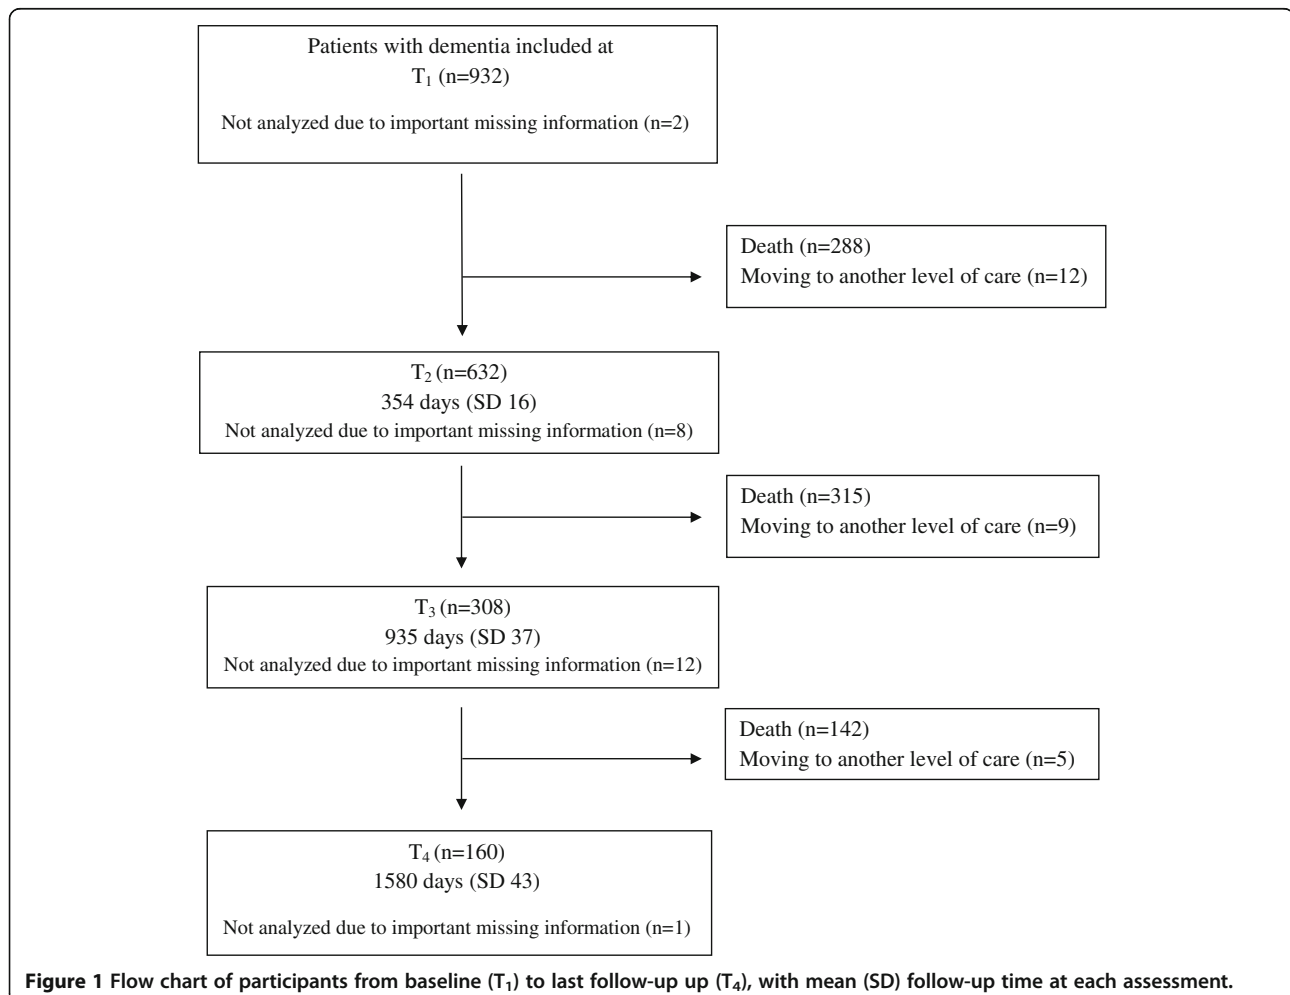 Patients with dementia included at
T₁ (n=932)
Not analyzed due to important missing information (n=2)
Death (n=288)
Moving to another level of care (n=12)
T₂ (n=632)
354 days (SD 16)
Not analyzed due to important missing information (n=8)
Death (n=315)
Moving to another level of care (n=9)
T₃ (n=308)
935 days (SD 37)
Not analyzed due to important missing information (n=12)
Death (n=142)
Moving to another level of care (n=5)
T₄ (n=160)
1580 days (SD 43)
Not analyzed due to important missing information (n=1)
Figure 1 Flow chart of participants from baseline (T₁) to last follow-up up (T₄), with mean (SD) follow-up time at each assessment.